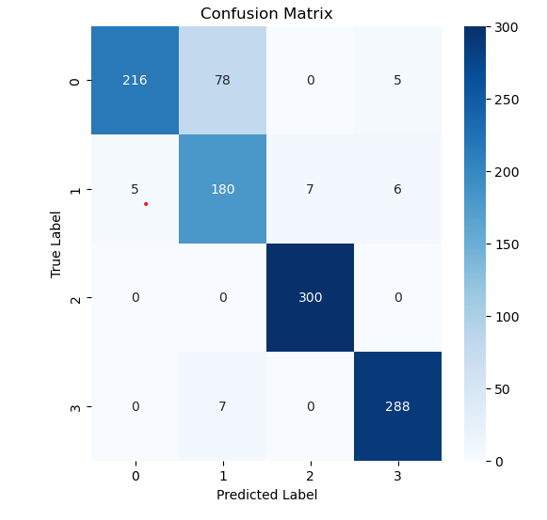 Confusion Matrix
0 216 78 0 5
1 5 180 7 6
2 0 0 300 0
3 0 7 0 288
0 1 2 3
Predicted Label
True Label
300
250
200
150
100
50
0